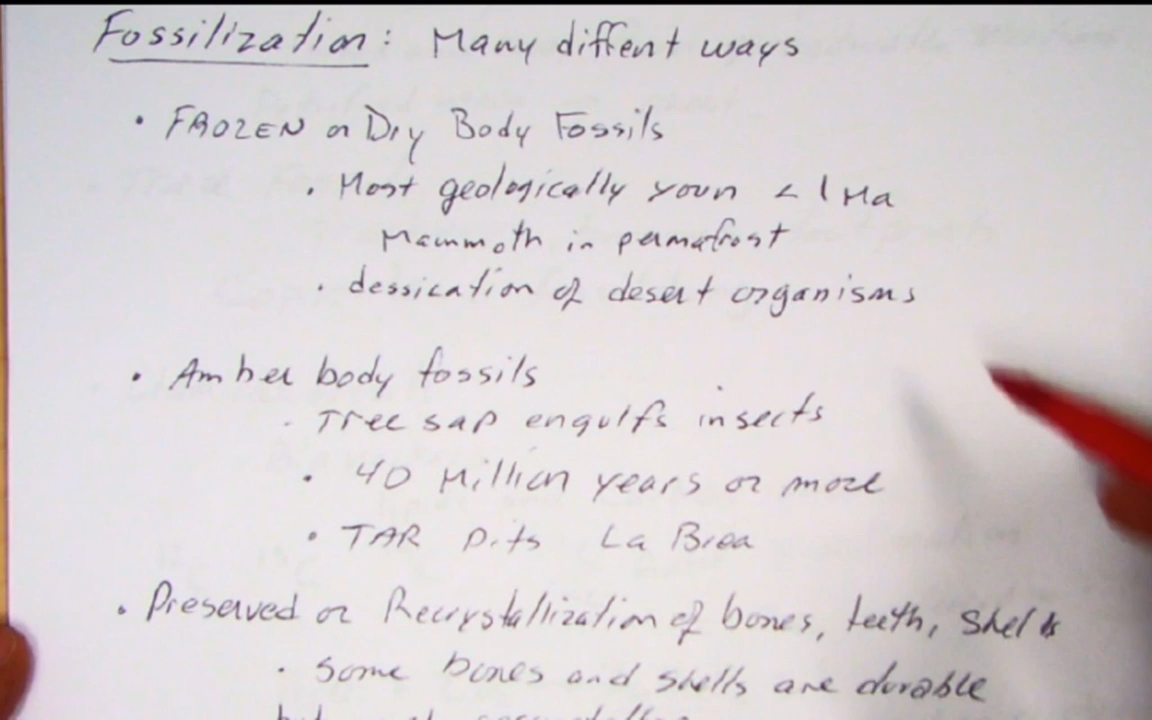 Fossilization: Many diffent ways
• FROZEN or Dry Body Fossils
• Most geologically youn < 1 Ma
Mammoth in permafrost
• dessication of desert organisms
• Amber body fossils
• Tree sap engulfs insects
• 40 Million years or more
• TAR pits La Brea
• Preserved or Recrystallization of bones, teeth, shells
• Some bones and shells are durable
but